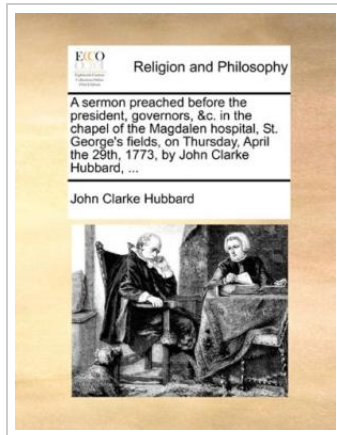 ECCO
Religion and Philosophy
A sermon preached before the
president, governors, &c. in the
chapel of the Magdalen hospital, St.
George's fields, on Thursday, April
the 29th, 1773, by John Clarke
Hubbard, ...
John Clarke Hubbard